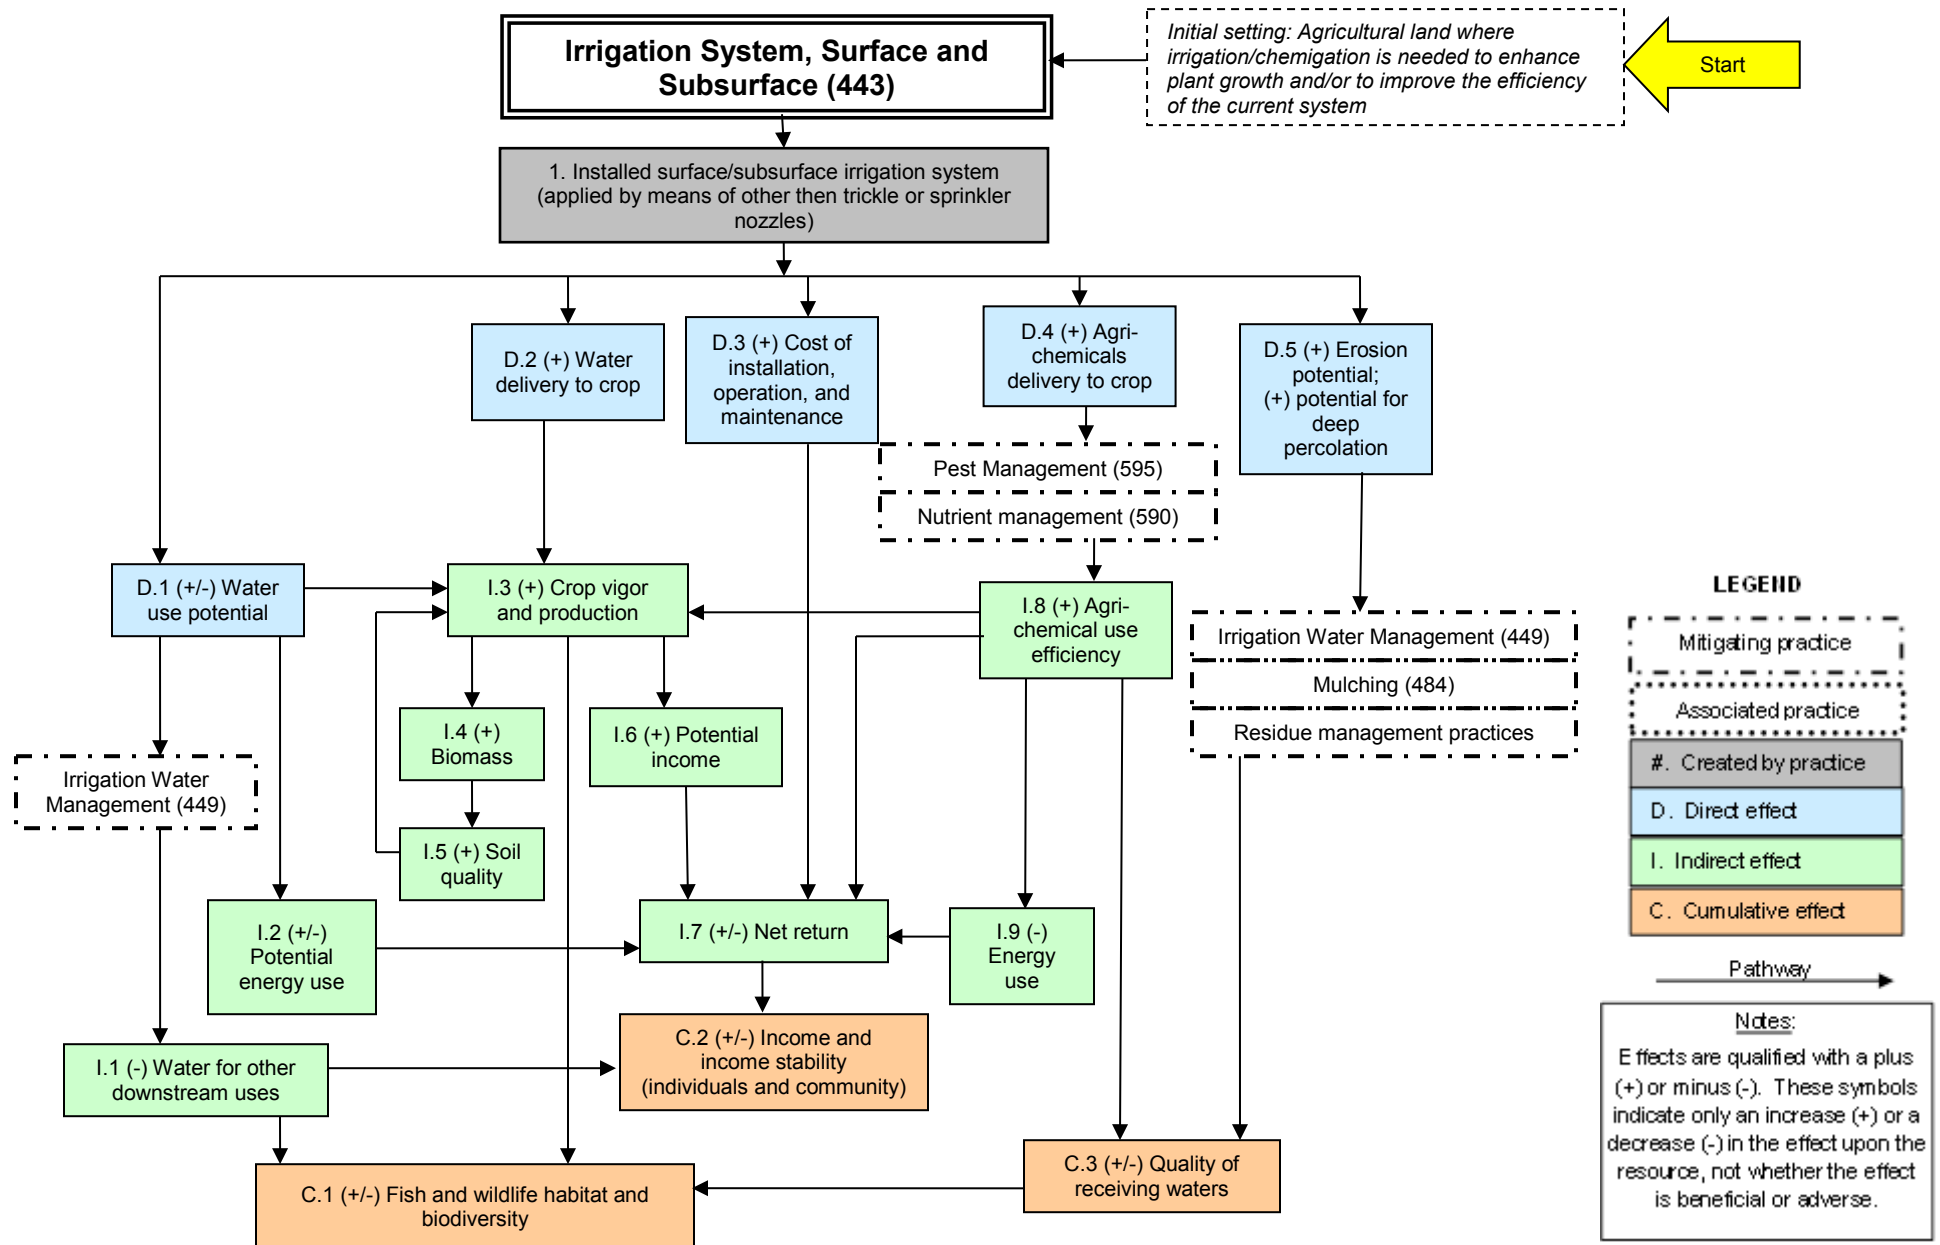 Irrigation System, Surface and
Subsurface (443)
Initial setting: Agricultural land where
irrigation/chemigation is needed to enhance
plant growth and/or to improve the efficiency
of the current system
Start
1. Installed surface/subsurface irrigation system
(applied by means of other then trickle or sprinkler
nozzles)
D.2 (+) Water
delivery to crop
D.3 (+) Cost of
installation,
operation, and
maintenance
D.4 (+) Agri-
chemicals
delivery to crop
D.5 (+) Erosion
potential;
(+) potential for
deep
percolation
Pest Management (595)
Nutrient management (590)
D.1 (+/-) Water
use potential
I.3 (+) Crop vigor
and production
I.8 (+) Agri-
chemical use
efficiency
Irrigation Water Management (449)
Mulching (484)
Residue management practices
I.4 (+)
Biomass
I.6 (+) Potential
income
Irrigation Water
Management (449)
I.5 (+) Soil
quality
I.2 (+/-)
Potential
energy use
I.7 (+/-) Net return
I.9 (-)
Energy
use
C.2 (+/-) Income and
income stability
(individuals and community)
I.1 (-) Water for other
downstream uses
C.1 (+/-) Fish and wildlife habitat and
biodiversity
C.3 (+/-) Quality of
receiving waters
LEGEND
Mitigating practice
Associated practice
#. Created by practice
D. Direct effect
I. Indirect effect
C. Cumulative effect
Pathway
Notes:
Effects are qualified with a plus
(+) or minus (-). These symbols
indicate only an increase (+) or a
decrease (-) in the effect upon the
resource, not whether the effect
is beneficial or adverse.